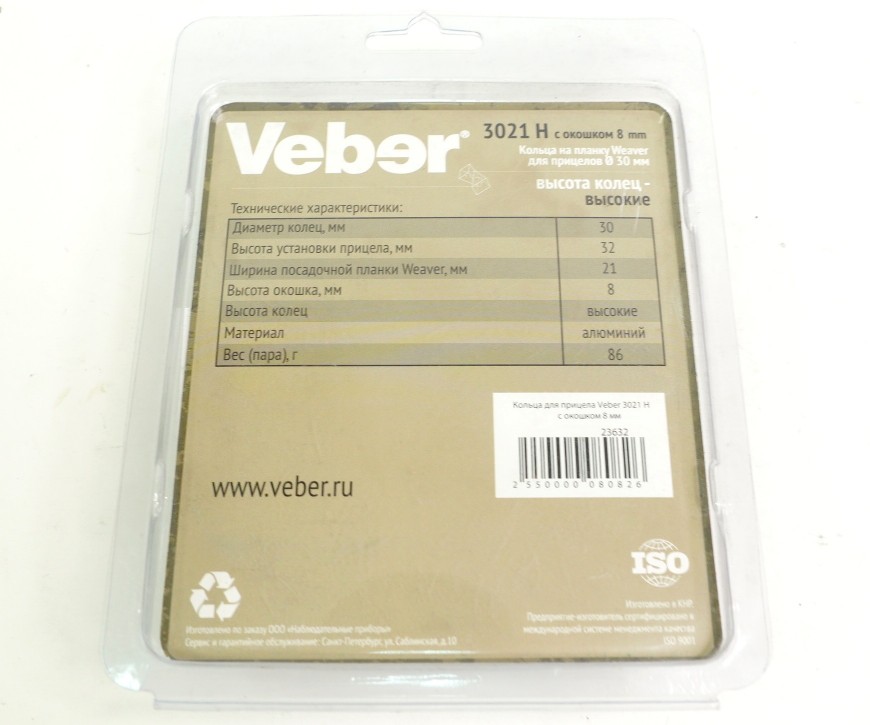 Veber®
3021 H с окошком 8 mm
Кольца на планку Weaver
для прицелов Ø 30 мм
высота колец -
высокие
Технические характеристики:
Диаметр колец, мм 30
Высота установки прицела, мм 32
Ширина посадочной планки Weaver, мм 21
Высота окошка, мм 8
Высота колец высокие
Материал алюминий
Вес (пара), г 86
Кольца для прицела Veber 3021 H
с окошком 8 мм
23632
2 550000 080826
www.veber.ru
ISO
Изготовлено в КНР.
Предприятие-изготовитель сертифицировано в
международной системе менеджмента качества
ISO 9001
Изготовлено по заказу ООО «Наблюдательные приборы»
Сервис и гарантийное обслуживание: Санкт-Петербург, ул. Саблинская, д.10